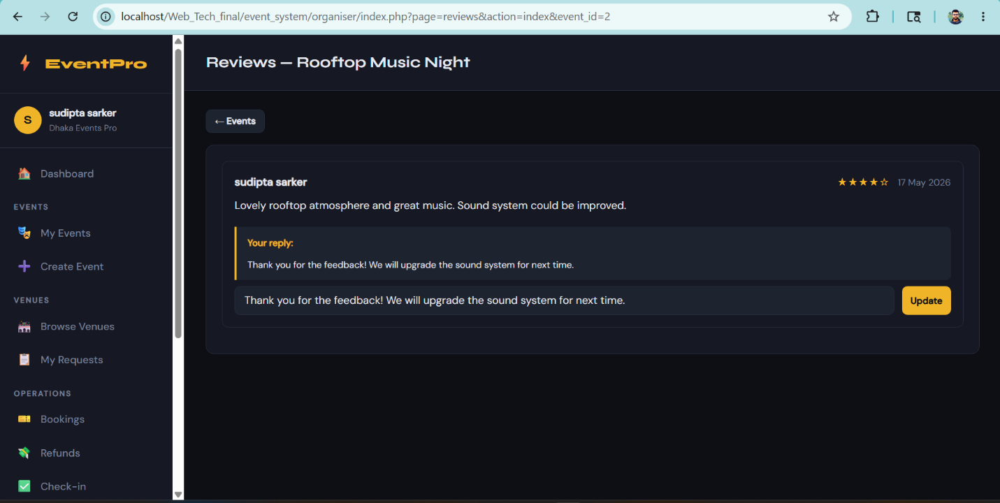 localhost/Web_Tech_final/event_system/organiser/index.php?page=reviews&action=index&event_id=2
EventPro
S
sudipta sarker
Dhaka Events Pro
Dashboard
EVENTS
My Events
Create Event
VENUES
Browse Venues
My Requests
OPERATIONS
Bookings
Refunds
Check-in
Reviews — Rooftop Music Night
← Events
sudipta sarker
★★★★☆ 17 May 2026
Lovely rooftop atmosphere and great music. Sound system could be improved.
Your reply:
Thank you for the feedback! We will upgrade the sound system for next time.
Thank you for the feedback! We will upgrade the sound system for next time.
Update